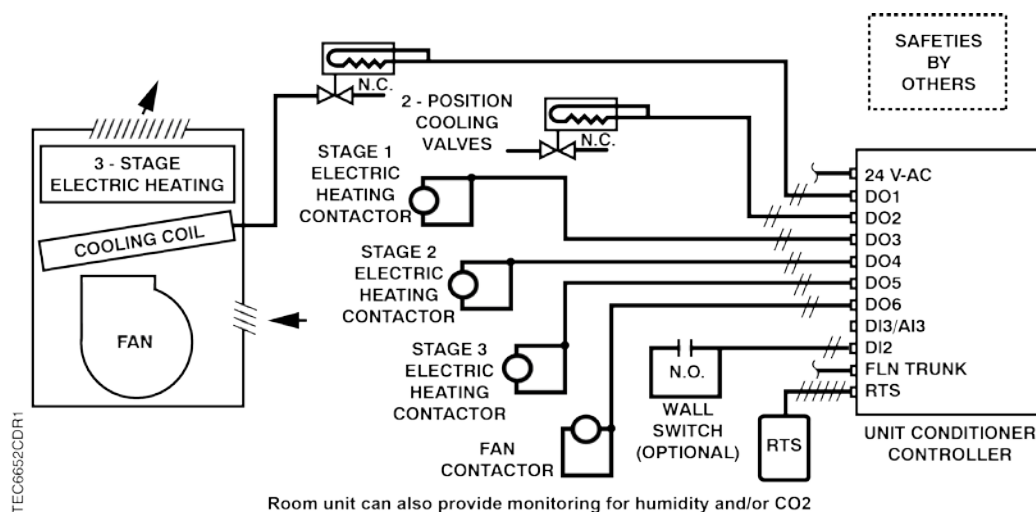 SAFETIES
BY
OTHERS
N.C.
2 - POSITION
COOLING
VALVES
N.C.
3 - STAGE
ELECTRIC HEATING
COOLING COIL
FAN
STAGE 1
ELECTRIC
HEATING
CONTACTOR
STAGE 2
ELECTRIC
HEATING
CONTACTOR
STAGE 3
ELECTRIC
HEATING
CONTACTOR
FAN
CONTACTOR
N.O.
WALL
SWITCH
(OPTIONAL)
RTS
24 V-AC
DO1
DO2
DO3
DO4
DO5
DO6
DI3/AI3
DI2
FLN TRUNK
RTS
UNIT CONDITIONER
CONTROLLER
TEC6652CDR1
Room unit can also provide monitoring for humidity and/or CO2